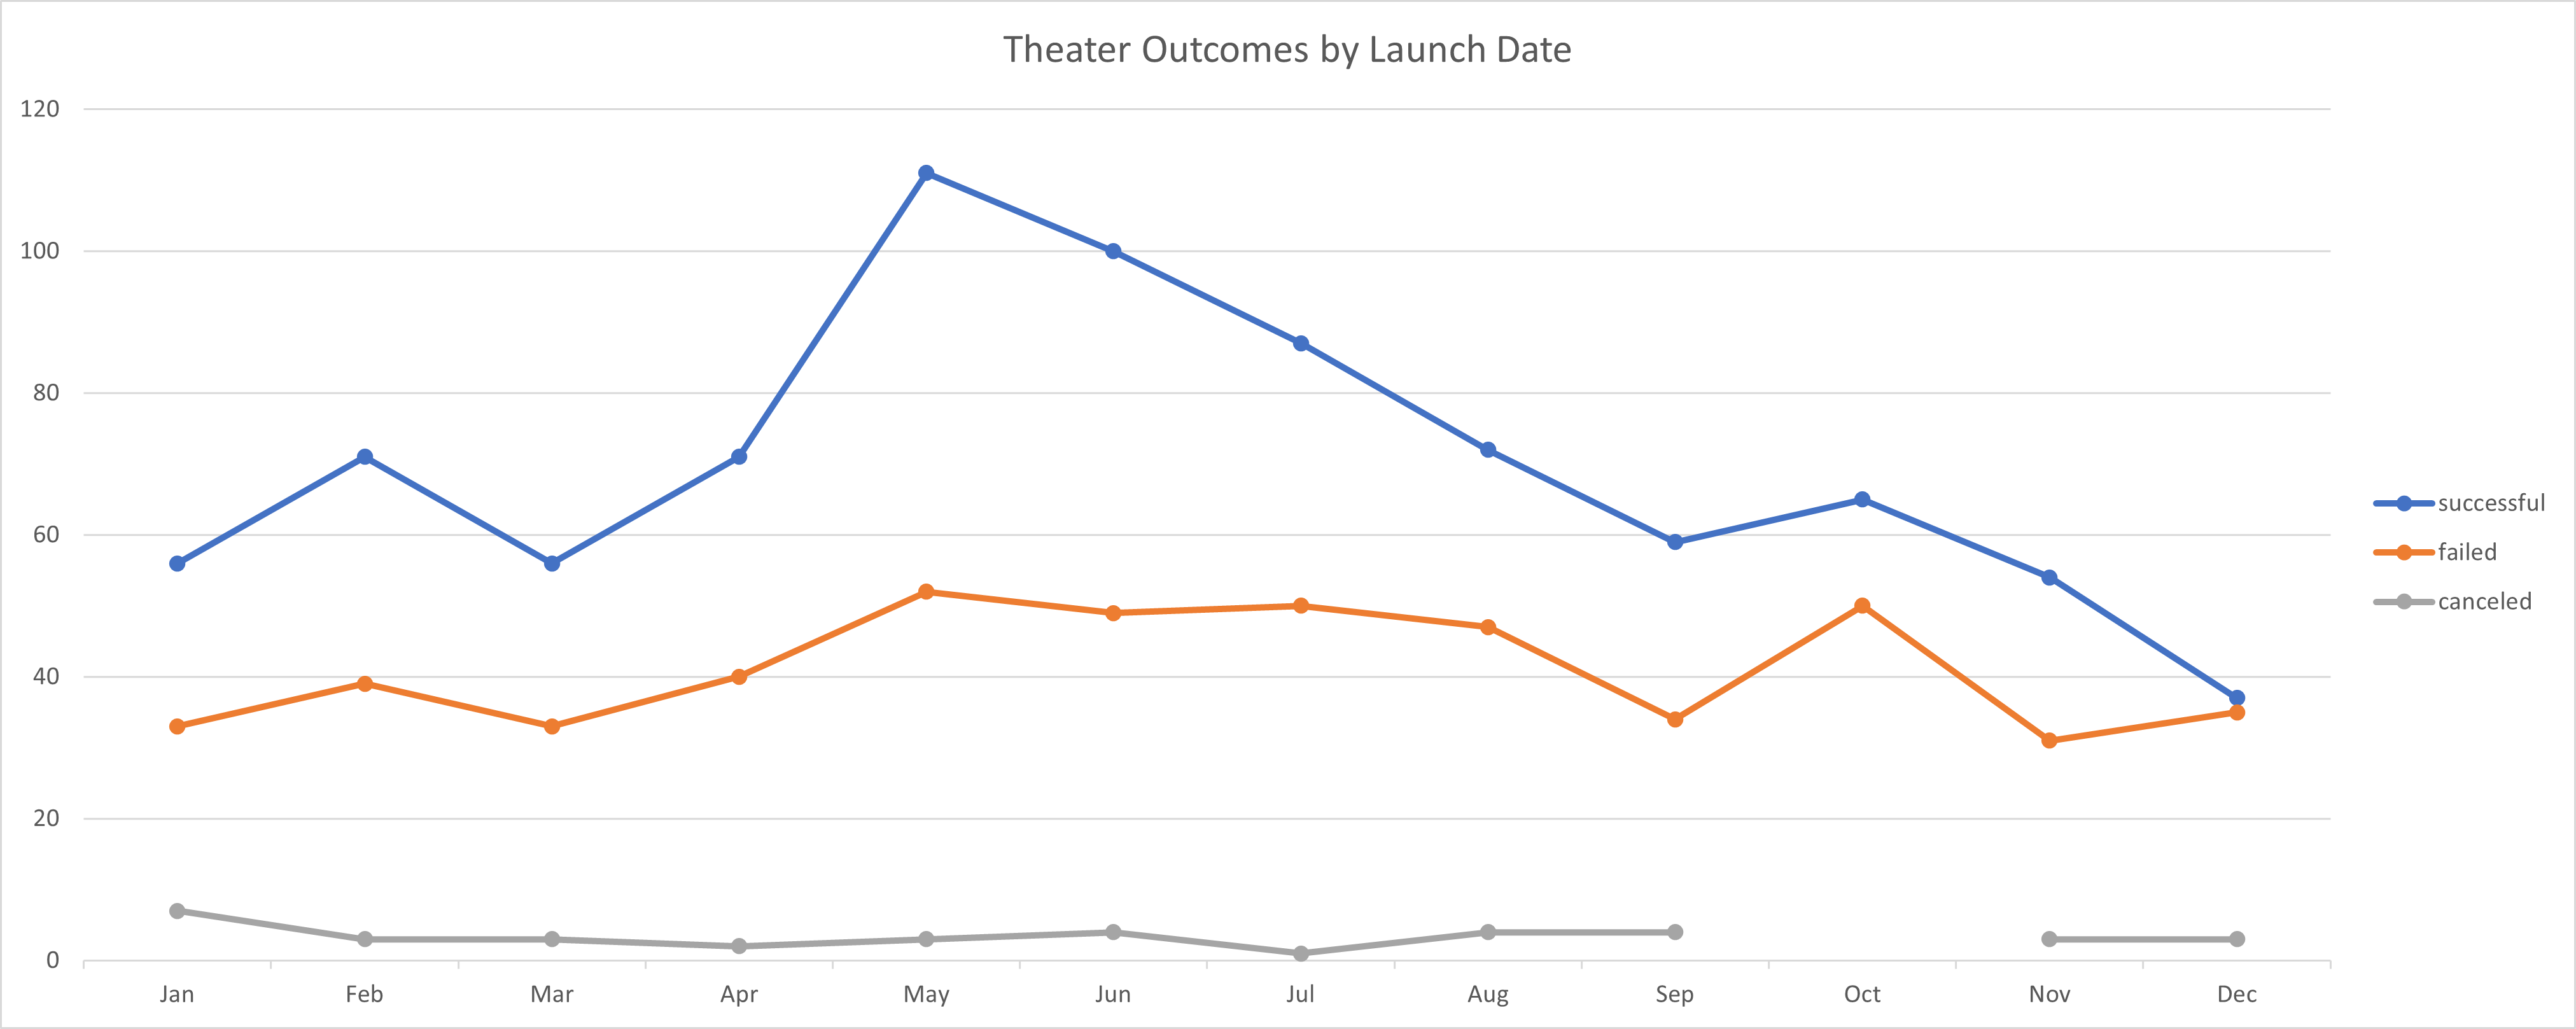 Theater Outcomes by Launch Date
120
100
80
60
40
20
0
Jan Feb Mar Apr May Jun Jul Aug Sep Oct Nov Dec
successful
failed
canceled